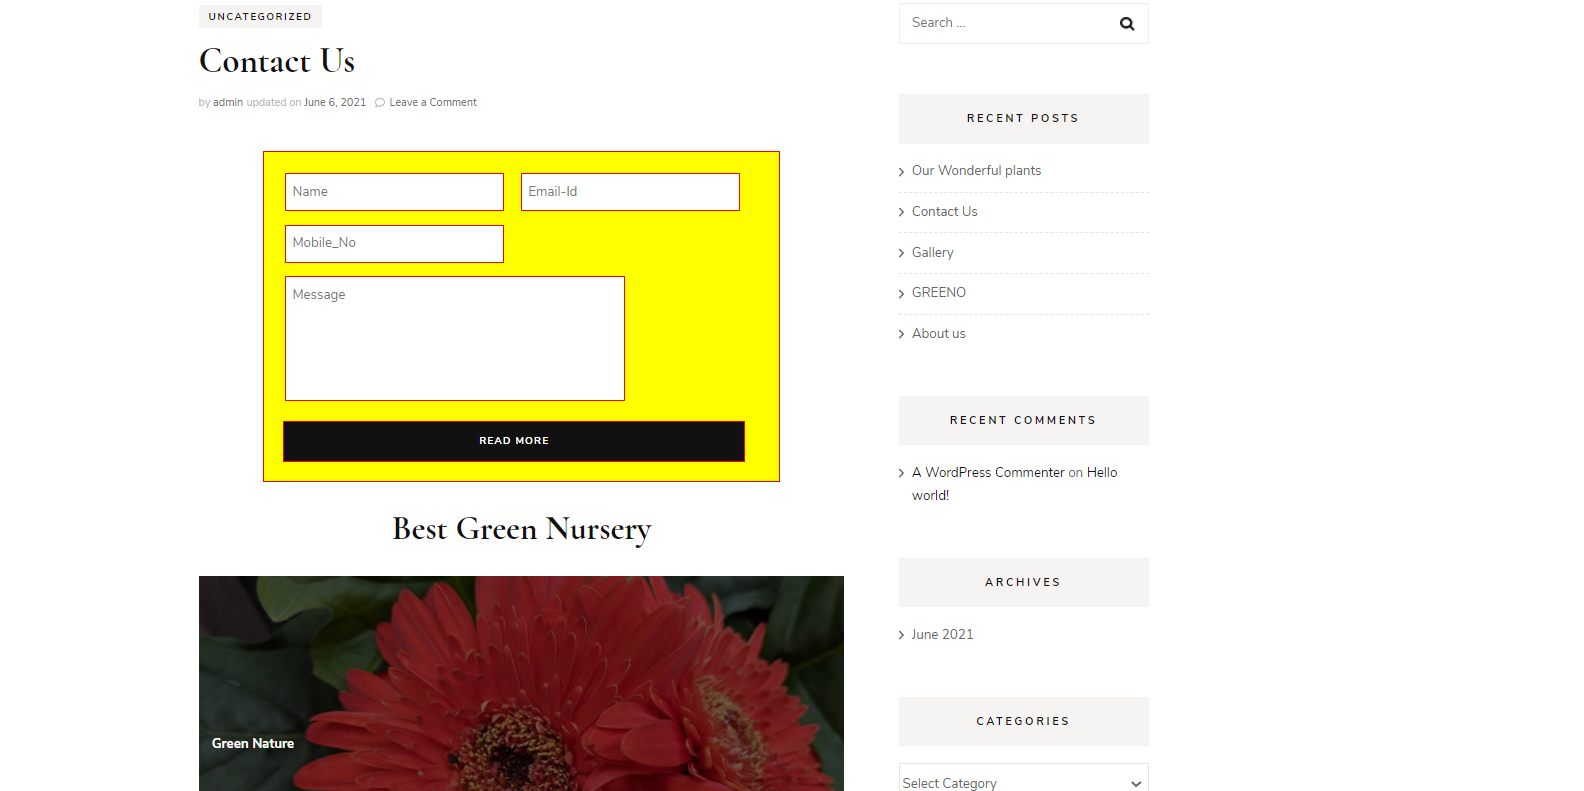 UNCATEGORIZED
Contact Us
by admin updated on June 6, 2021 Leave a Comment
Name
Email-Id
Mobile_No
Message
READ MORE
Best Green Nursery
Green Nature
Search ...
RECENT POSTS
Our Wonderful plants
Contact Us
Gallery
GREENO
About us
RECENT COMMENTS
A WordPress Commenter on Hello
world!
ARCHIVES
June 2021
CATEGORIES
Select Category